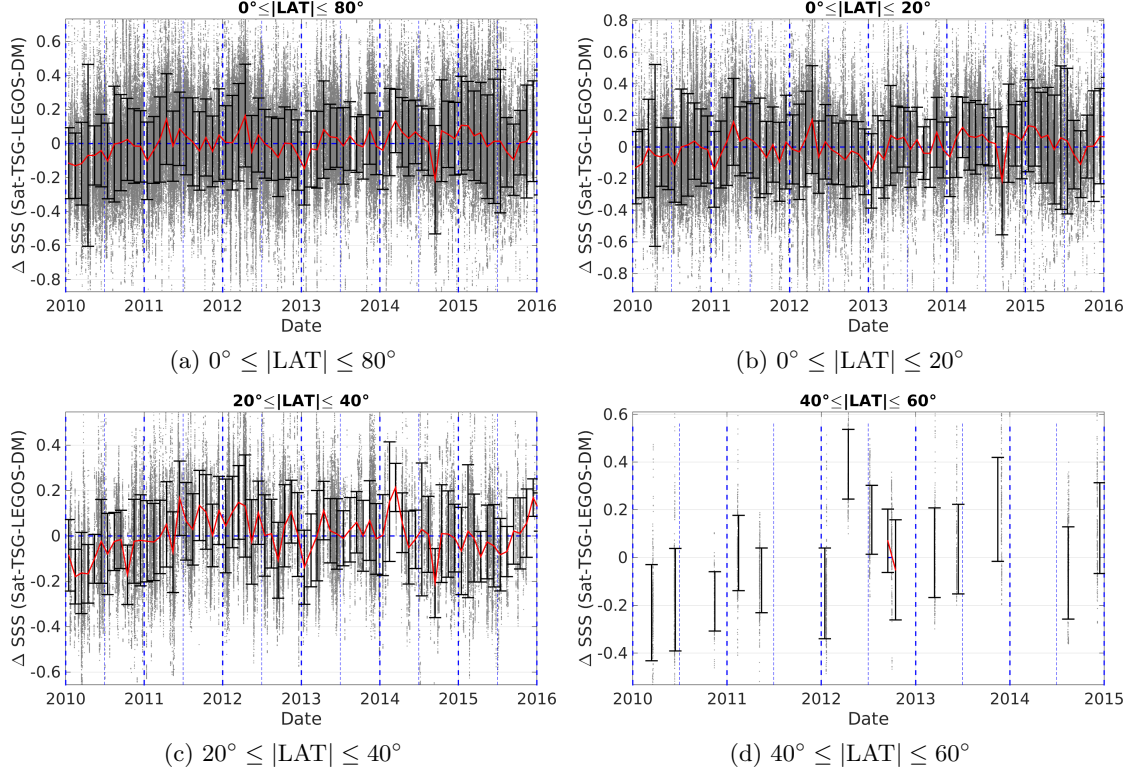 0°≤|LAT|≤ 80°
Δ SSS (Sat-TSG-LEGOS-DM)
0.6
0.4
0.2
0
-0.2
-0.4
-0.6
-0.8
2010 2011 2012 2013 2014 2015 2016
Date
(a) 0° ≤ |LAT| ≤ 80°
0°≤|LAT|≤ 20°
Δ SSS (Sat-TSG-LEGOS-DM)
0.8
0.6
0.4
0.2
0
-0.2
-0.4
-0.6
-0.8
2010 2011 2012 2013 2014 2015 2016
Date
(b) 0° ≤ |LAT| ≤ 20°
20°≤|LAT|≤ 40°
Δ SSS (Sat-TSG-LEGOS-DM)
0.4
0.2
0
-0.2
-0.4
-0.6
2010 2011 2012 2013 2014 2015 2016
Date
(c) 20° ≤ |LAT| ≤ 40°
40°≤|LAT|≤ 60°
Δ SSS (Sat-TSG-LEGOS-DM)
0.6
0.4
0.2
0
-0.2
-0.4
2010 2011 2012 2013 2014 2015
Date
(d) 40° ≤ |LAT| ≤ 60°